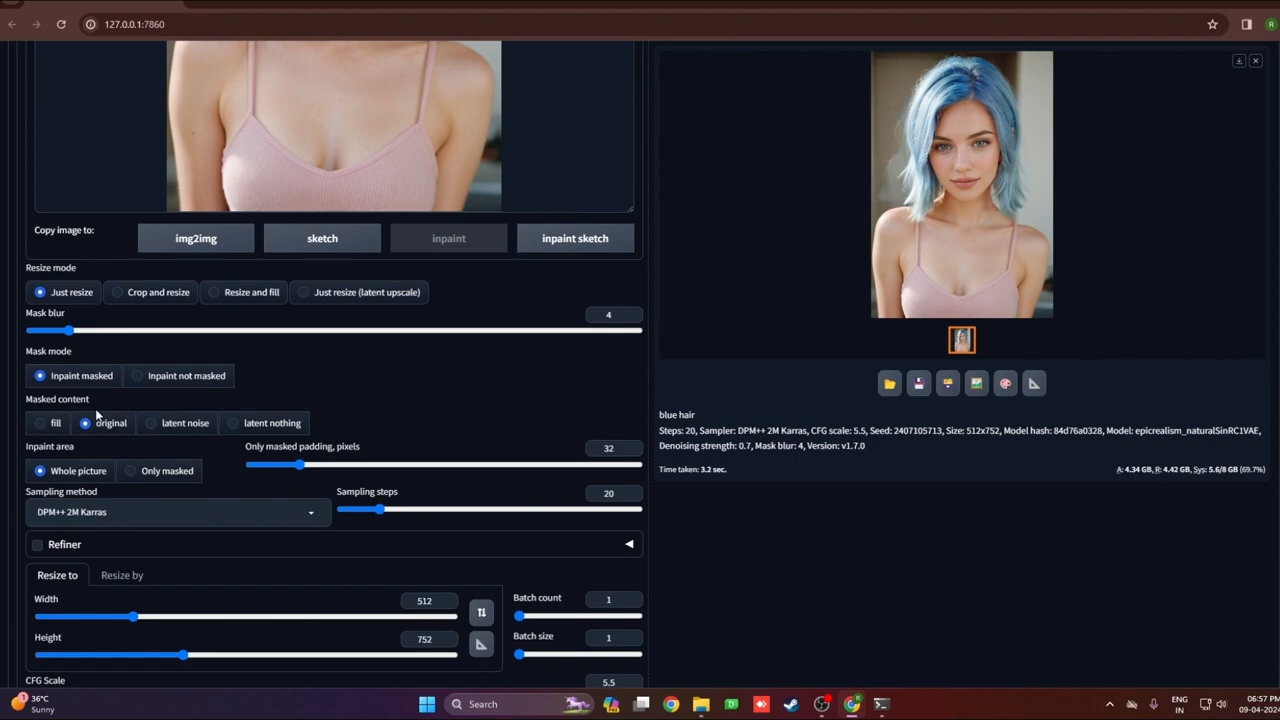 127.0.0.1:7860
R
Copy image to:
img2img
sketch
inpaint
inpaint sketch
Resize mode
Just resize
Crop and resize
Resize and fill
Just resize (latent upscale)
Mask blur
4
Mask mode
Inpaint masked
Inpaint not masked
Masked content
fill
original
latent noise
latent nothing
Inpaint area
Only masked padding, pixels
32
Whole picture
Only masked
Sampling method
Sampling steps
20
DPM++ 2M Karras
Refiner
Resize to
Resize by
Width
512
Batch count
1
Height
752
Batch size
1
CFG Scale
5.5
blue hair
Steps: 20, Sampler: DPM++ 2M Karras, CFG scale: 5.5, Seed: 2407105713, Size: 512x752, Model hash: 84d76a0328, Model: epicrealism_naturalSinRC1VAE,
Denoising strength: 0.7, Mask blur: 4, Version: v1.7.0
Time taken: 3.2 sec.
A: 4.34 GB, R: 4.42 GB, Sys: 5.6/8 GB (69.7%)
1
36°C
Sunny
Search
ENG
IN
06:57 PM
09-04-2024